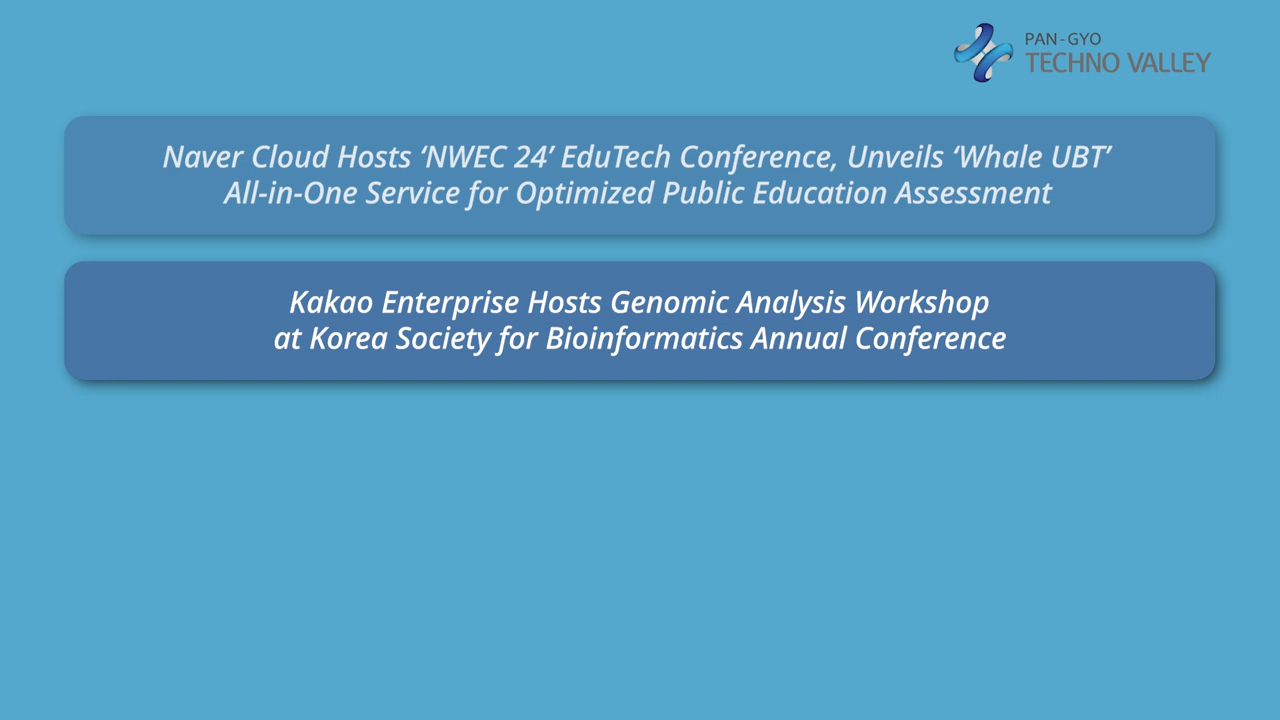 PAN-GYO
TECHNO VALLEY
Naver Cloud Hosts ‘NWEC 24’ EduTech Conference, Unveils ‘Whale UBT’
All-in-One Service for Optimized Public Education Assessment
Kakao Enterprise Hosts Genomic Analysis Workshop
at Korea Society for Bioinformatics Annual Conference